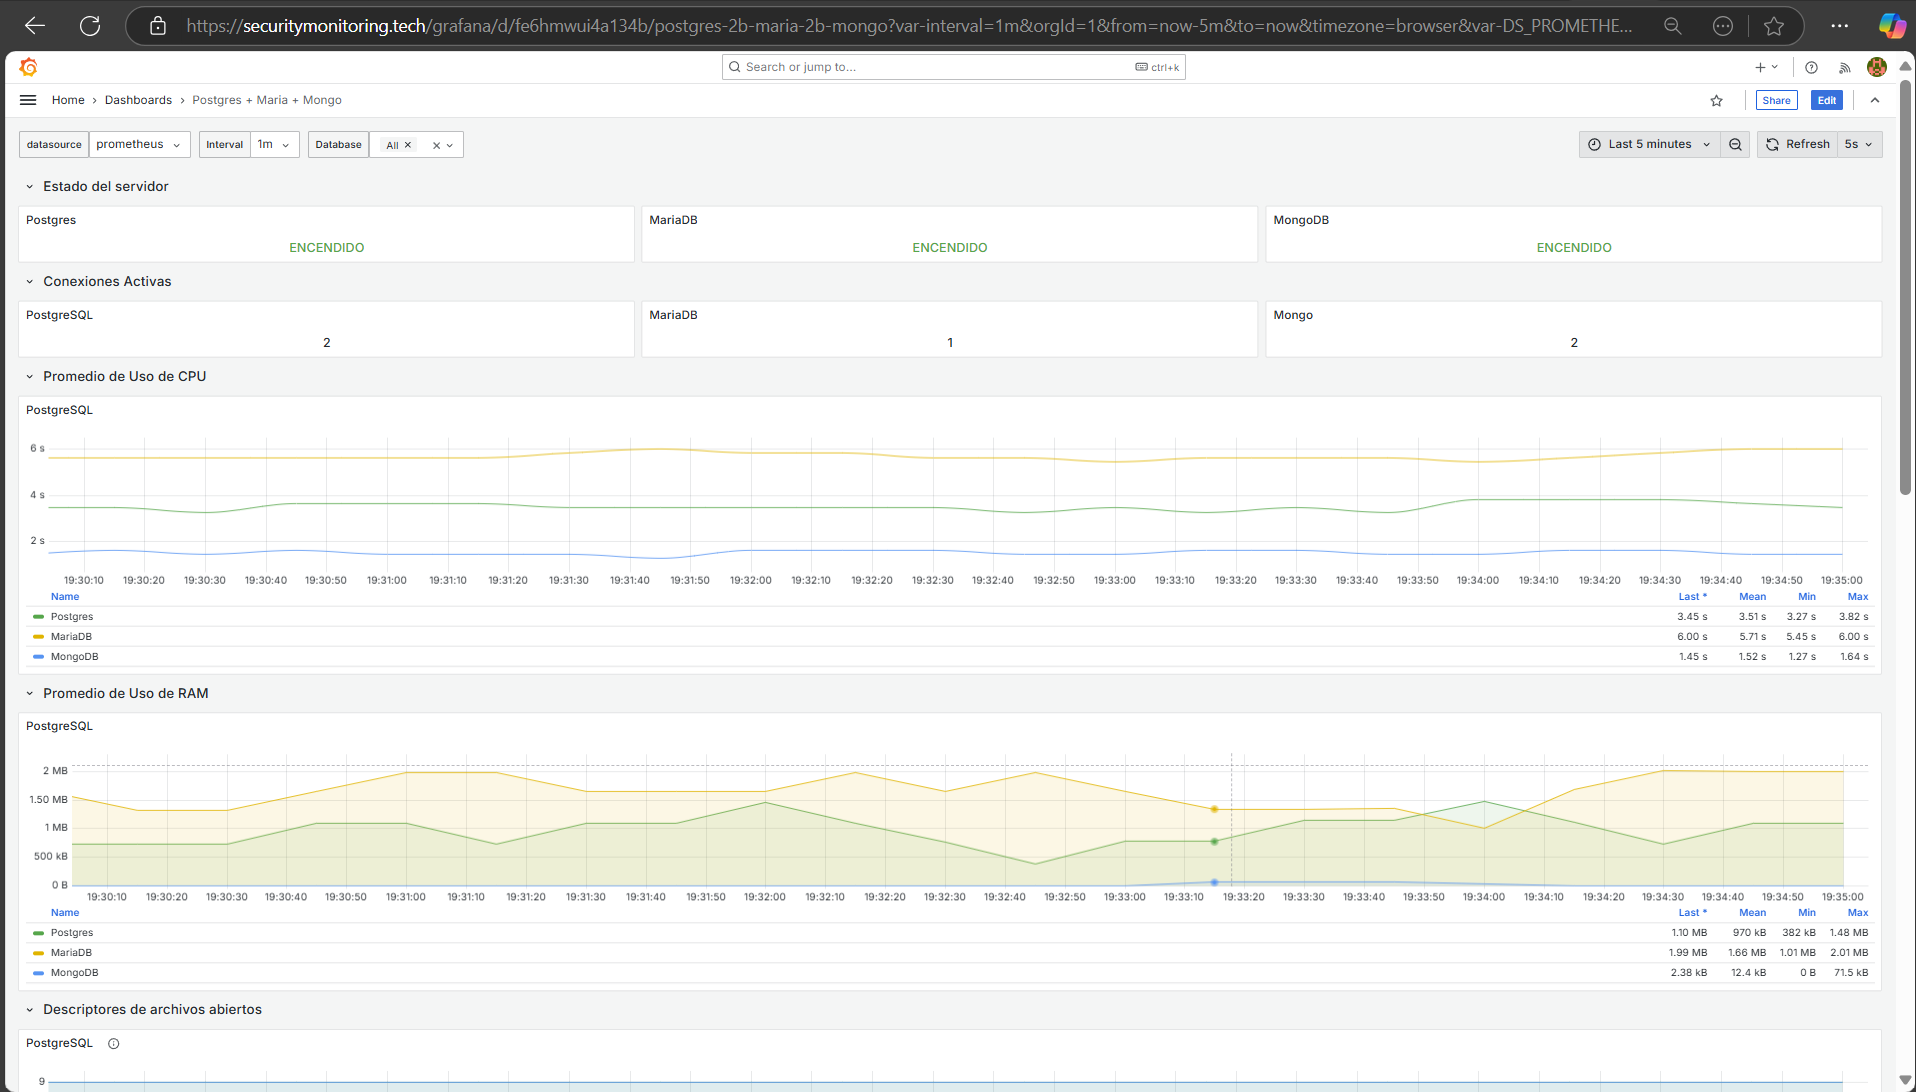 https://securitymonitoring.tech/grafana/d/fe6hmwui4a134b/postgres-2b-maria-2b-mongo?var-interval=1m&orgId=1&from=now-5m&to=now&timezone=browser&var-DS_PROMETHE...
Search or jump to... ctrl+k
Home › Dashboards › Postgres + Maria + Mongo Share Edit
datasource prometheus Interval 1m Database All × × Last 5 minutes Refresh 5s
Estado del servidor
Postgres MariaDB MongoDB
ENCENDIDO ENCENDIDO ENCENDIDO
Conexiones Activas
PostgreSQL MariaDB Mongo
2 1 2
Promedio de Uso de CPU
PostgreSQL
6 s
4 s
2 s
19:30:10 19:30:20 19:30:30 19:30:40 19:30:50 19:31:00 19:31:10 19:31:20 19:31:30 19:31:40 19:31:50 19:32:00 19:32:10 19:32:20 19:32:30 19:32:40 19:32:50 19:33:00 19:33:10 19:33:20 19:33:30 19:33:40 19:33:50 19:34:00 19:34:10 19:34:20 19:34:30 19:34:40 19:34:50 19:35:00
Name Last * Mean Min Max
Postgres 3.45 s 3.51 s 3.27 s 3.82 s
MariaDB 6.00 s 5.71 s 5.45 s 6.00 s
MongoDB 1.45 s 1.52 s 1.27 s 1.64 s
Promedio de Uso de RAM
PostgreSQL
2 MB
1.50 MB
1 MB
500 kB
0 B
19:30:10 19:30:20 19:30:30 19:30:40 19:30:50 19:31:00 19:31:10 19:31:20 19:31:30 19:31:40 19:31:50 19:32:00 19:32:10 19:32:20 19:32:30 19:32:40 19:32:50 19:33:00 19:33:10 19:33:20 19:33:30 19:33:40 19:33:50 19:34:00 19:34:10 19:34:20 19:34:30 19:34:40 19:34:50 19:35:00
Name Last * Mean Min Max
Postgres 1.10 MB 970 kB 382 kB 1.48 MB
MariaDB 1.99 MB 1.66 MB 1.01 MB 2.01 MB
MongoDB 2.38 kB 12.4 kB 0 B 71.5 kB
Descriptores de archivos abiertos
PostgreSQL
9